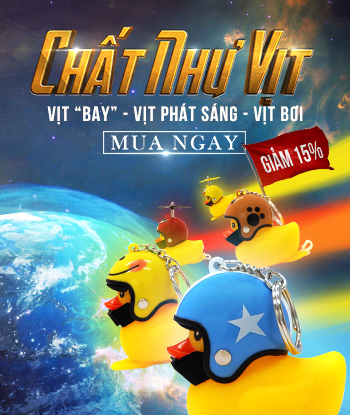 CHẤT NHƯ VỊT
VỊT “BAY” - VỊT PHÁT SÁNG - VỊT BƠI
MUA NGAY
GIẢM 15%